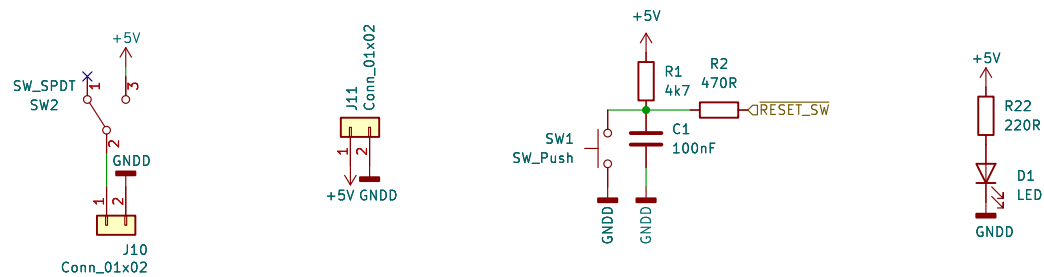 +5V
SW_SPDT
SW2
1
3
2
GNDD
1
2
J10
Conn_01x02
J11
Conn_01x02
1
2
+5V
GNDD
+5V
R1
4k7
R2
470R
RESET_SW
SW1
SW_Push
C1
100nF
GNDD
GNDD
+5V
R22
220R
D1
LED
GNDD